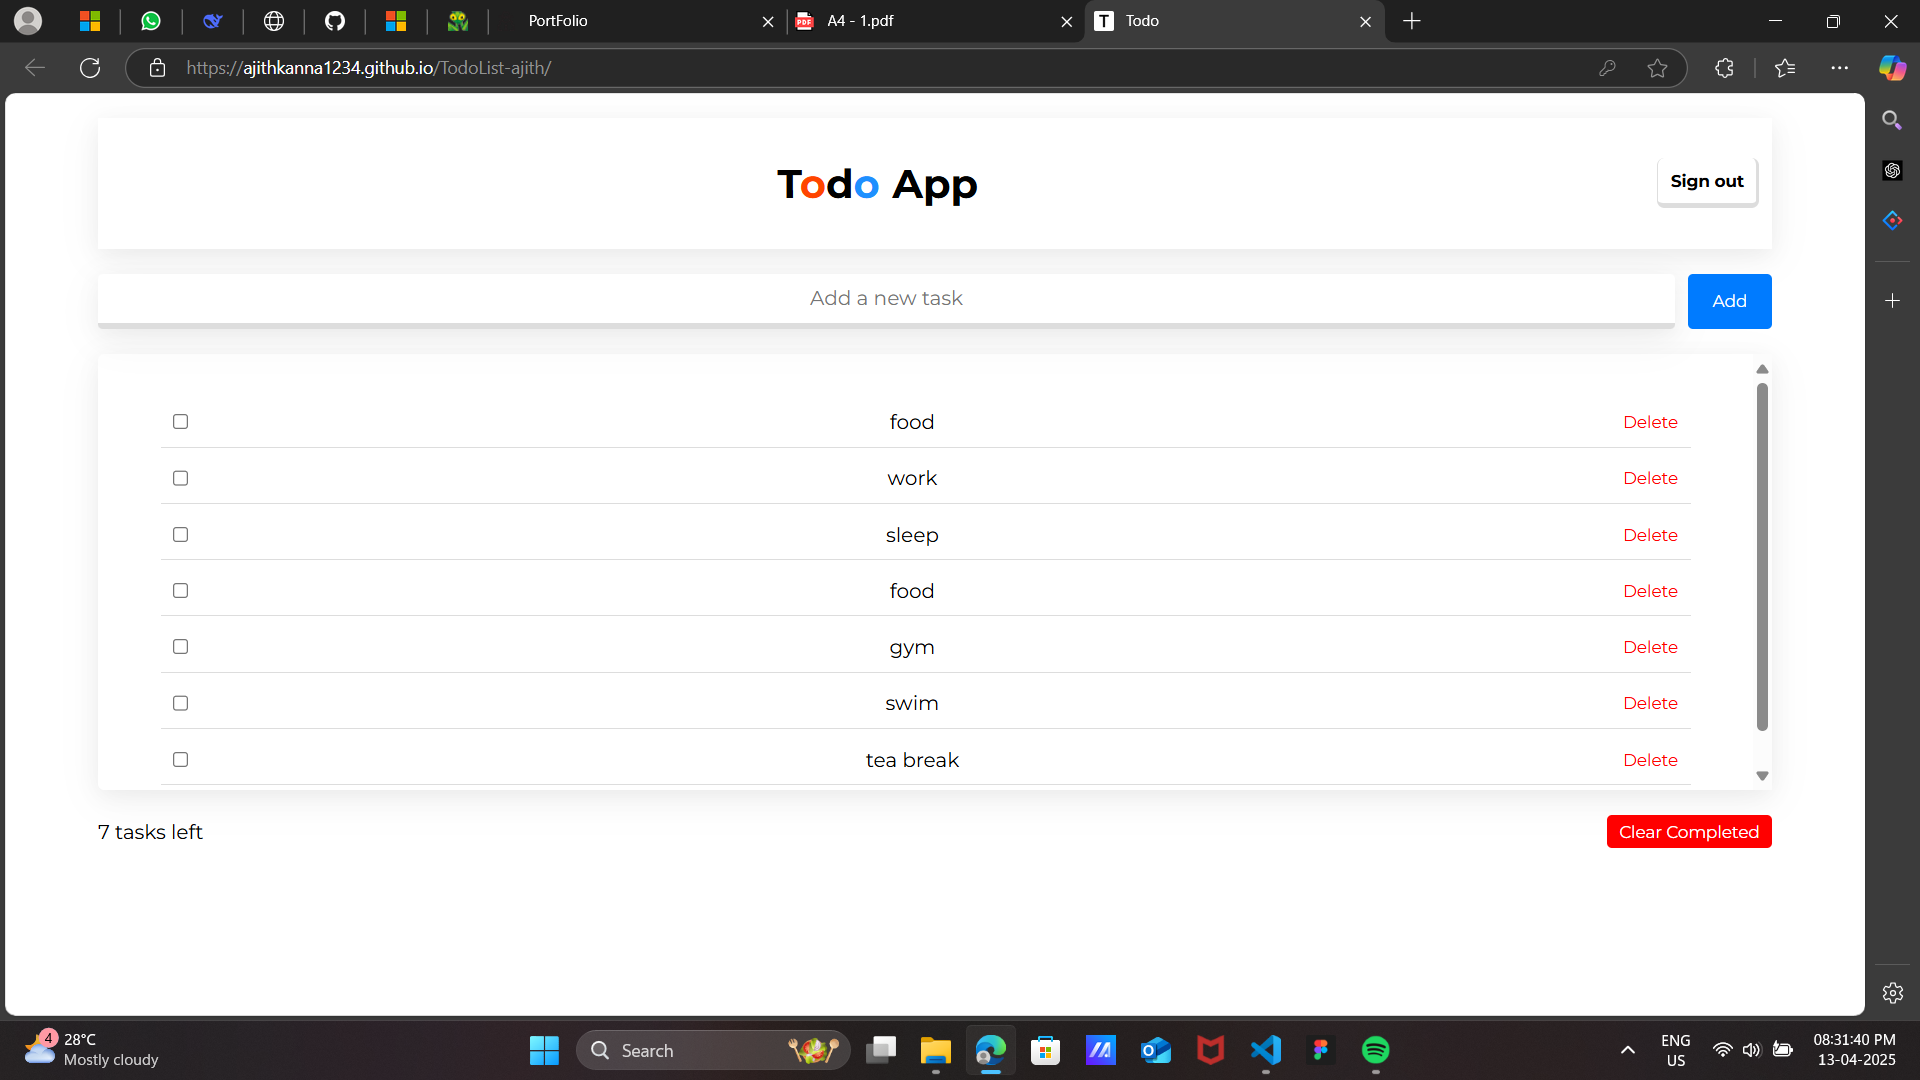 PortFolio
A4 - 1.pdf
T Todo
https://ajithkanna1234.github.io/TodoList-ajith/
Todo App
Sign out
Add a new task
Add
food Delete
work Delete
sleep Delete
food Delete
gym Delete
swim Delete
tea break Delete
7 tasks left
Clear Completed
4
28°C
Mostly cloudy
Search
ENG
US
08:31:40 PM
13-04-2025